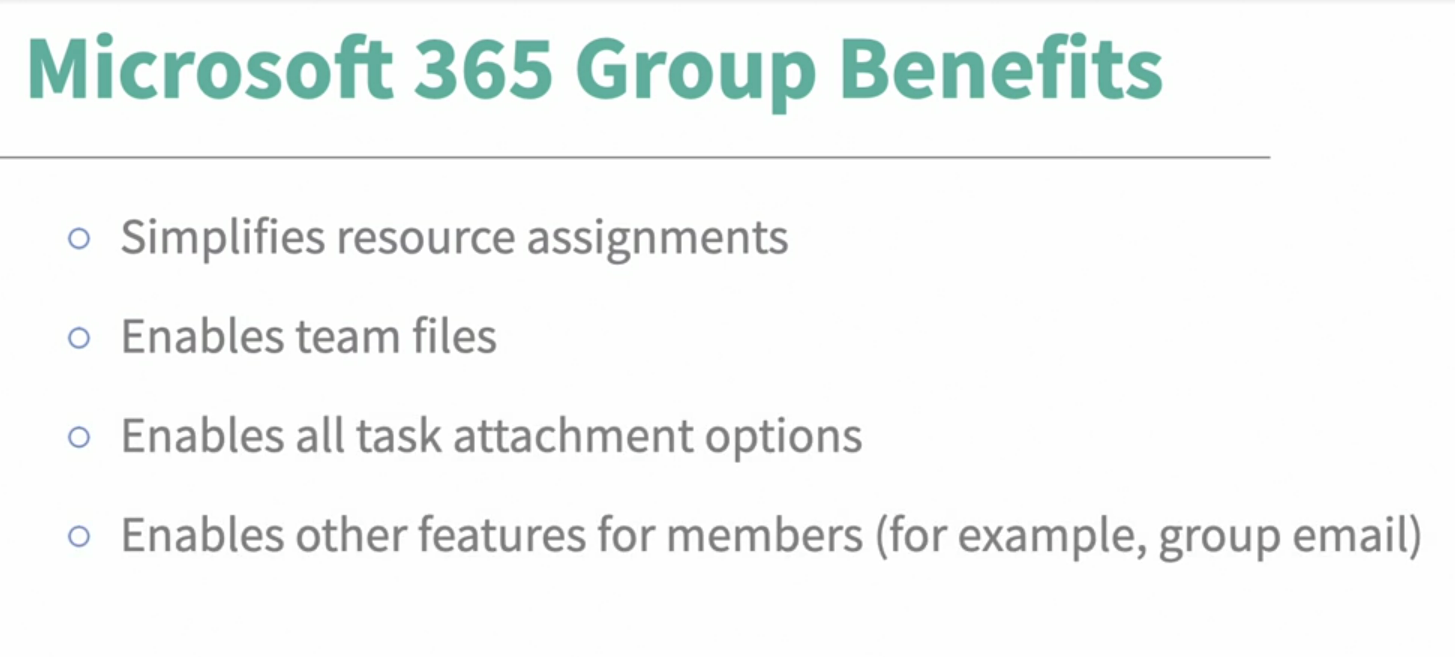 Microsoft 365 Group Benefits
Simplifies resource assignments
Enables team files
Enables all task attachment options
Enables other features for members (for example, group email)